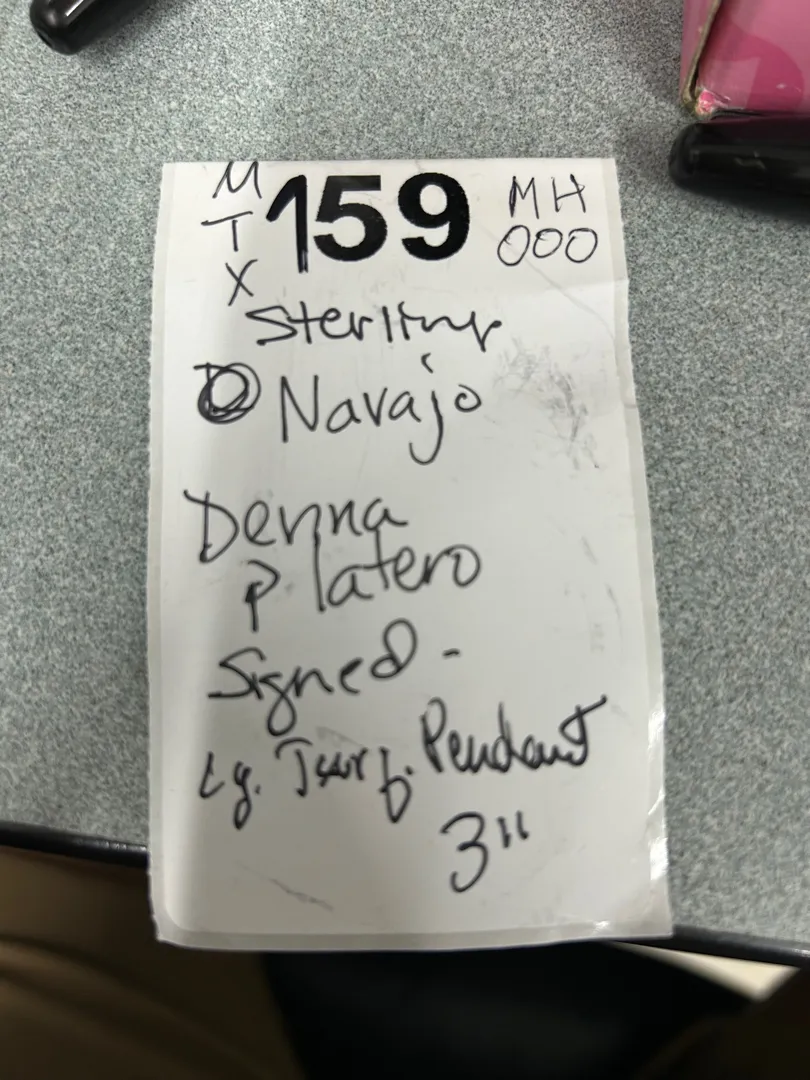 M
T
X
159
MH
000
Sterling
Navajo
Denna
Platero
Signed -
Lg. Turq. Pendant
3"